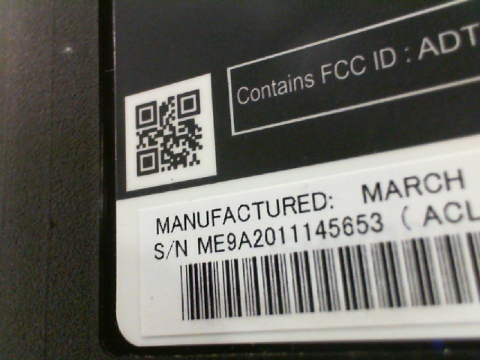 Contains FCC ID : ADT
MANUFACTURED: MARCH
S/N ME9A2011145653 ( ACL